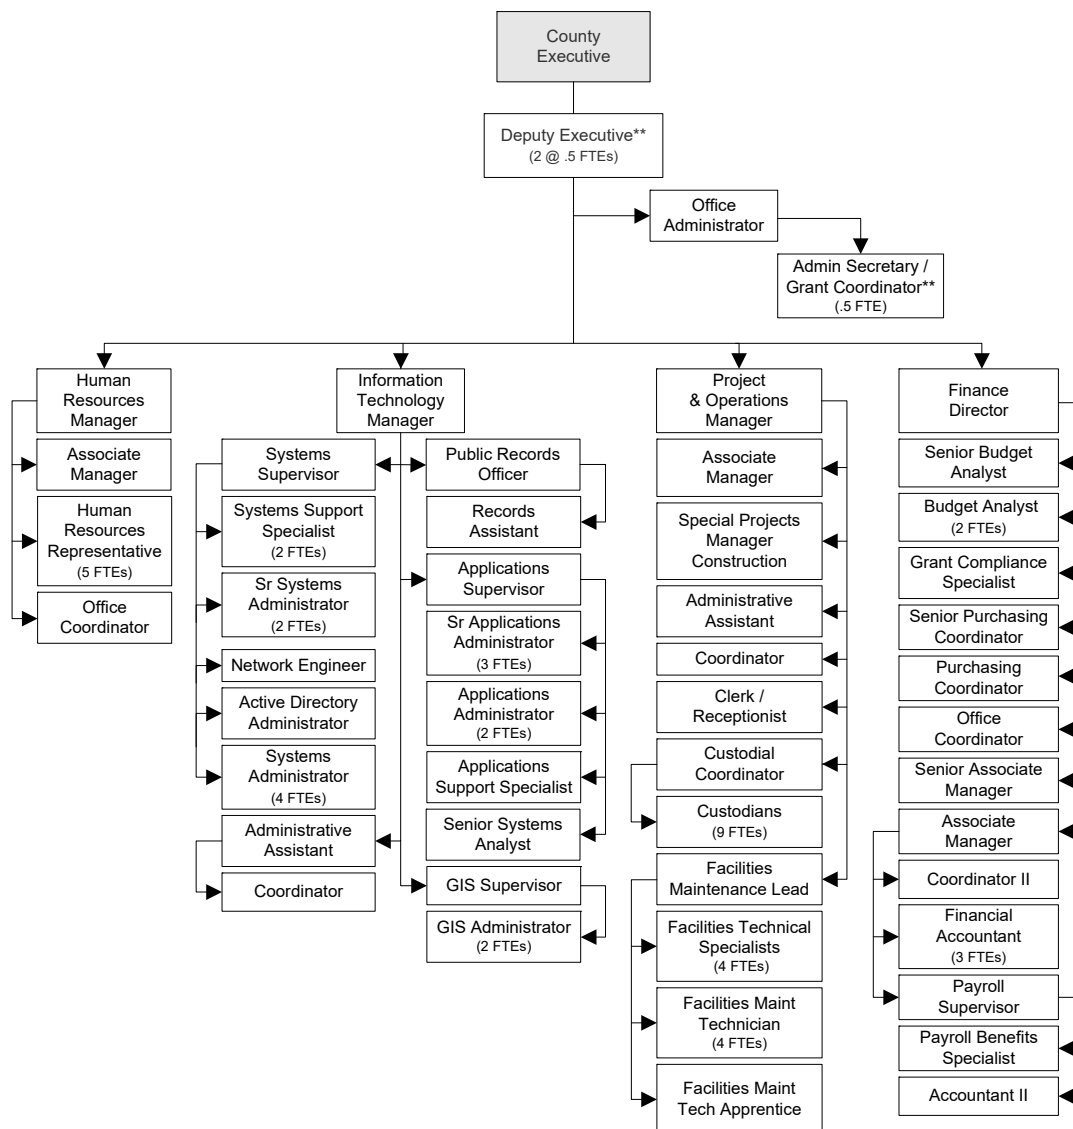 County
Executive
Deputy Executive**
(2 @ .5 FTEs)
Office
Administrator
Admin Secretary /
Grant Coordinator**
(.5 FTE)
Human
Resources
Manager
Associate
Manager
Human
Resources
Representative
(5 FTEs)
Office
Coordinator
Information
Technology
Manager
Systems
Supervisor
Systems Support
Specialist
(2 FTEs)
Sr Systems
Administrator
(2 FTEs)
Network Engineer
Active Directory
Administrator
Systems
Administrator
(4 FTEs)
Administrative
Assistant
Coordinator
Public Records
Officer
Records
Assistant
Applications
Supervisor
Sr Applications
Administrator
(3 FTEs)
Applications
Administrator
(2 FTEs)
Applications
Support Specialist
Senior Systems
Analyst
GIS Supervisor
GIS Administrator
(2 FTEs)
Project
& Operations
Manager
Associate
Manager
Special Projects
Manager
Construction
Administrative
Assistant
Coordinator
Clerk /
Receptionist
Custodial
Coordinator
Custodians
(9 FTEs)
Facilities
Maintenance Lead
Facilities Technical
Specialists
(4 FTEs)
Facilities Maint
Technician
(4 FTEs)
Facilities Maint
Tech Apprentice
Finance
Director
Senior Budget
Analyst
Budget Analyst
(2 FTEs)
Grant Compliance
Specialist
Senior Purchasing
Coordinator
Purchasing
Coordinator
Office
Coordinator
Senior Associate
Manager
Associate
Manager
Coordinator II
Financial
Accountant
(3 FTEs)
Payroll
Supervisor
Payroll Benefits
Specialist
Accountant II